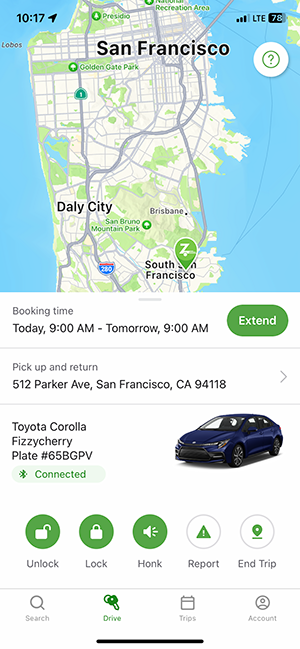 10:17
LTE 78
National
Recreation Area
Presidio
Lobos
San Francisco
Golden Gate Park
1
Daly City
Brisbane
San Bruno
Mountain Park
South San
Francisco
280
Booking time
Today, 9:00 AM - Tomorrow, 9:00 AM
Extend
Pick up and return
512 Parker Ave, San Francisco, CA 94118
Toyota Corolla
Fizzycherry
Plate #65BGPV
Connected
Unlock
Lock
Honk
Report
End Trip
Search
Drive
Trips
Account